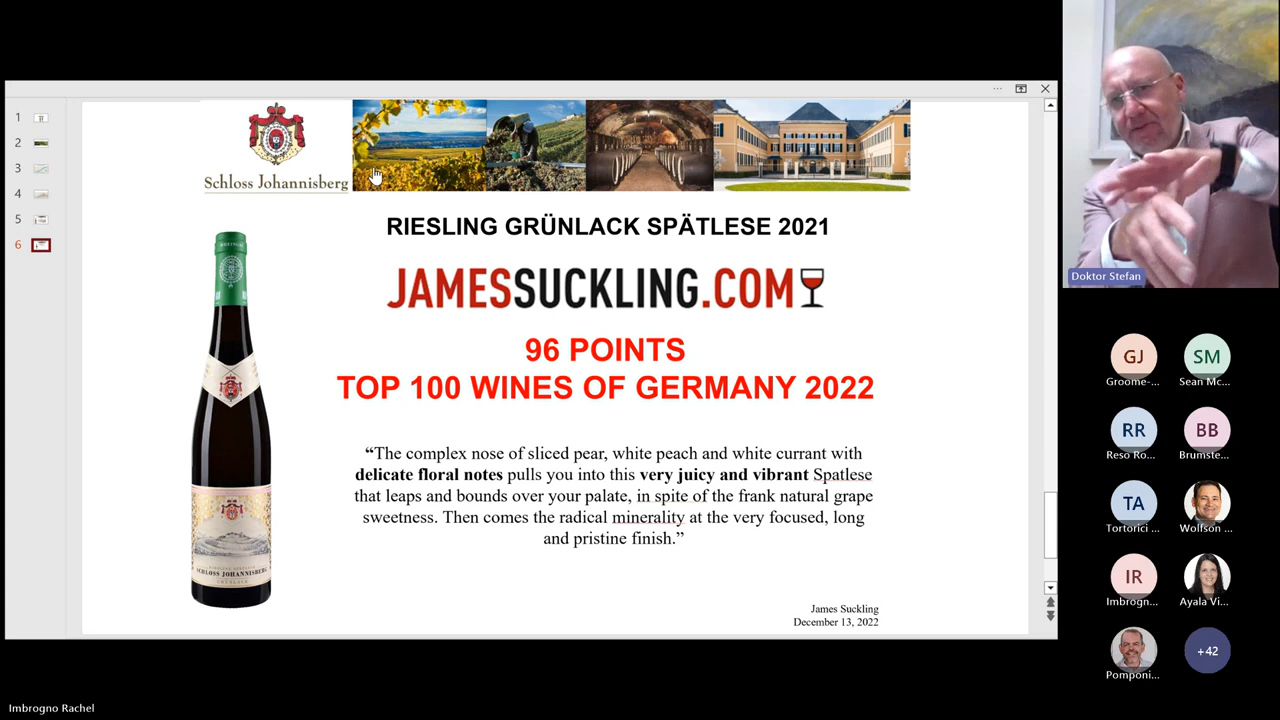 1
2
3
4
5
6
Schloss Johannisberg
RIESLING GRÜNLACK SPÄTLESE 2021
JAMESSUCKLING.COM
96 POINTS
TOP 100 WINES OF GERMANY 2022
“The complex nose of sliced pear, white peach and white currant with
delicate floral notes pulls you into this very juicy and vibrant Spatlese
that leaps and bounds over your palate, in spite of the frank natural grape
sweetness. Then comes the radical minerality at the very focused, long
and pristine finish.”
James Suckling
December 13, 2022
SCHLOSS JOHANNISBERG
Doktor Stefan
GJ
Groome-...
SM
Sean Mc...
RR
Reso Ro...
BB
Brumste...
TA
Tortorici ...
Wolfson ...
IR
Imbrogn...
Ayala Vi...
Pomponi...
+42
Imbrogno Rachel